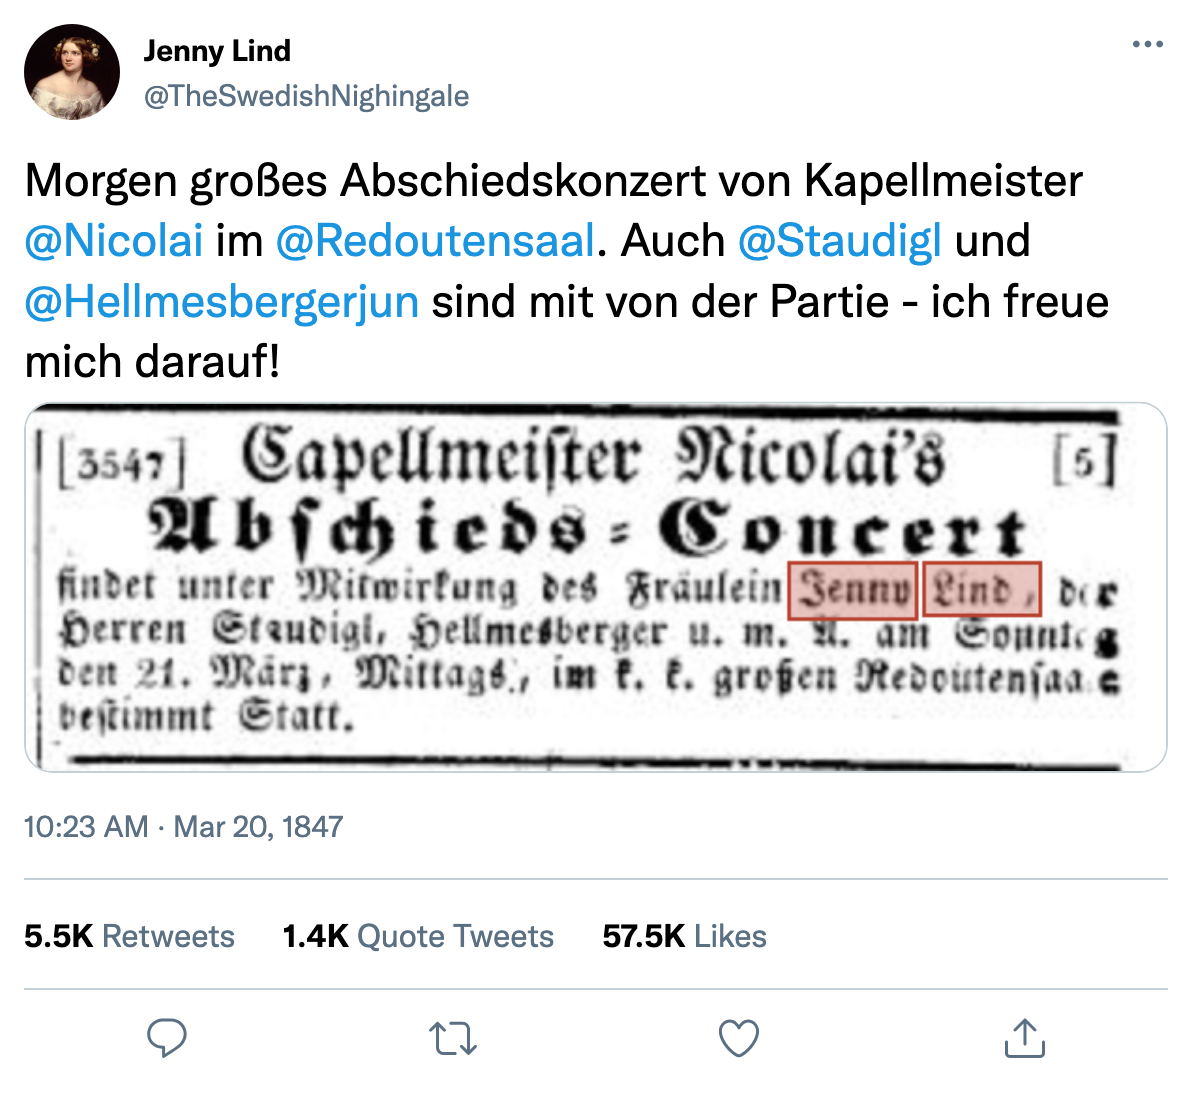 Jenny Lind
@TheSwedishNighingale
Morgen großes Abschiedskonzert von Kapellmeister
@Nicolai im @Redoutensaal. Auch @Staudigl und
@Hellmesbergerjun sind mit von der Partie - ich freue
mich darauf!
[3547] Capellmeiſter Nicolai’s [5]
Abſchieds-Concert
findet unter Mitwirkung des Fräulein Jenny Lind, der
Herren Staudigl, Hellmesberger u. m. A. am Sonntag
den 21. März, Mittags, im k. k. großen Redoutenſaale
beſtimmt Statt.
10:23 AM · Mar 20, 1847
5.5K Retweets 1.4K Quote Tweets 57.5K Likes